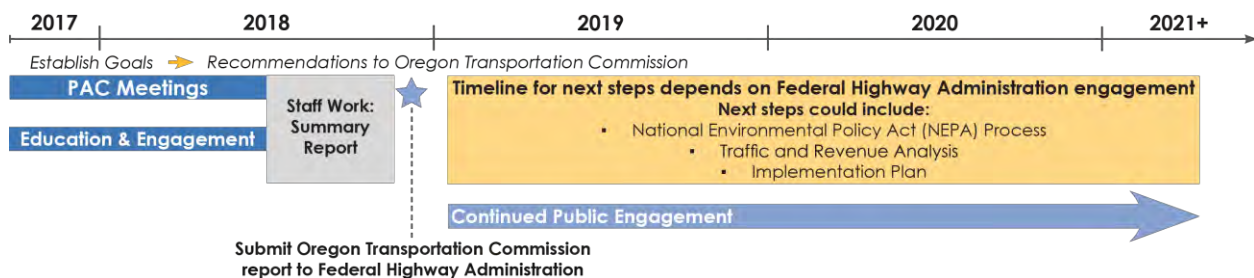 2017 2018 2019 2020 2021+
Establish Goals Recommendations to Oregon Transportation Commission
PAC Meetings
Education & Engagement
Staff Work:
Summary
Report
Timeline for next steps depends on Federal Highway Administration engagement
Next steps could include:
▪ National Environmental Policy Act (NEPA) Process
▪ Traffic and Revenue Analysis
▪ Implementation Plan
Continued Public Engagement
Submit Oregon Transportation Commission
report to Federal Highway Administration